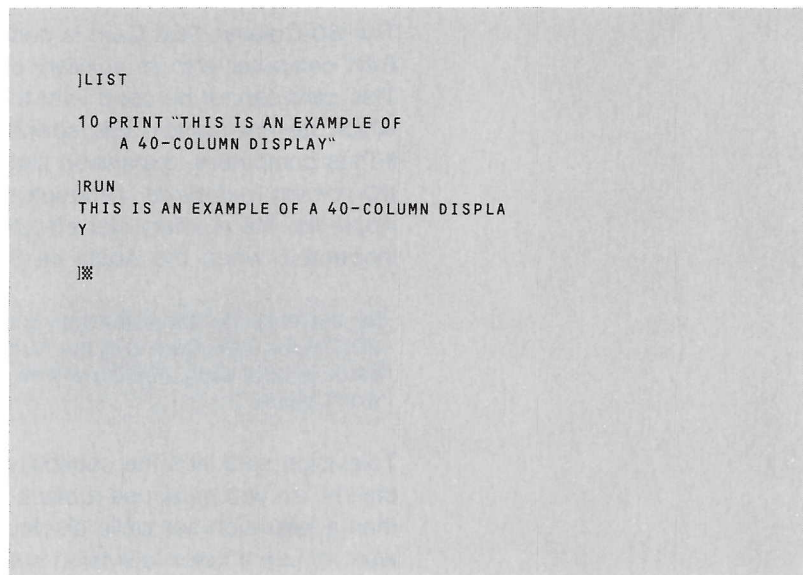 ]LIST
10 PRINT "THIS IS AN EXAMPLE OF
A 40-COLUMN DISPLAY"
]RUN
THIS IS AN EXAMPLE OF A 40-COLUMN DISPLA
Y
]▒